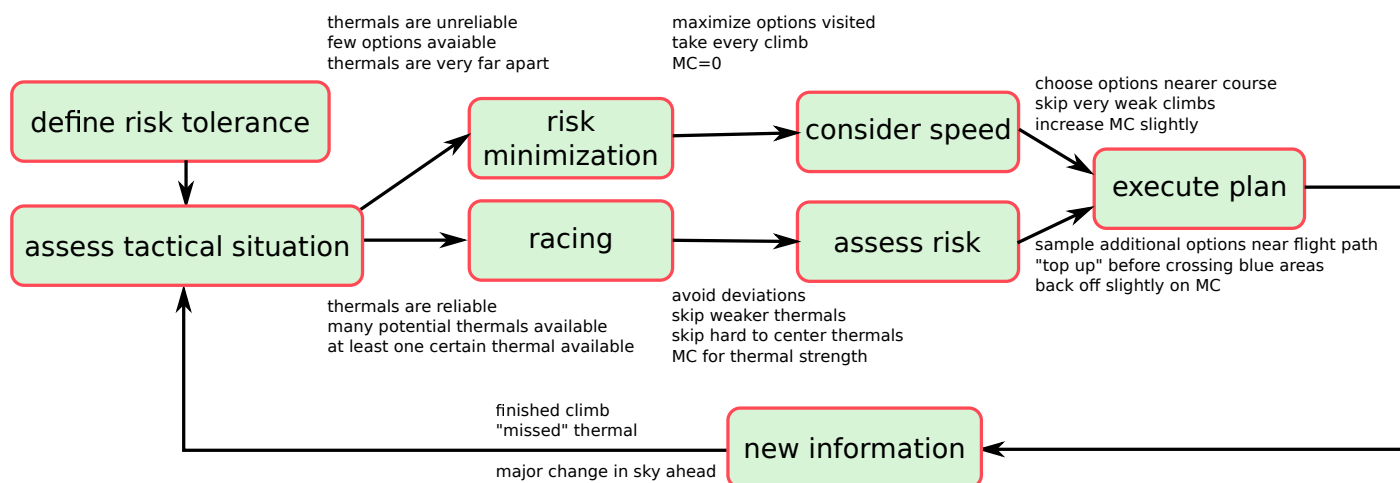 thermals are unreliable
few options avaiable
thermals are very far apart
maximize options visited
take every climb
MC=0
choose options nearer course
skip very weak climbs
increase MC slightly
define risk tolerance
risk
minimization
consider speed
execute plan
assess tactical situation
racing
assess risk
sample additional options near flight path
"top up" before crossing blue areas
back off slightly on MC
thermals are reliable
many potential thermals available
at least one certain thermal available
avoid deviations
skip weaker thermals
skip hard to center thermals
MC for thermal strength
finished climb
"missed" thermal
major change in sky ahead
new information